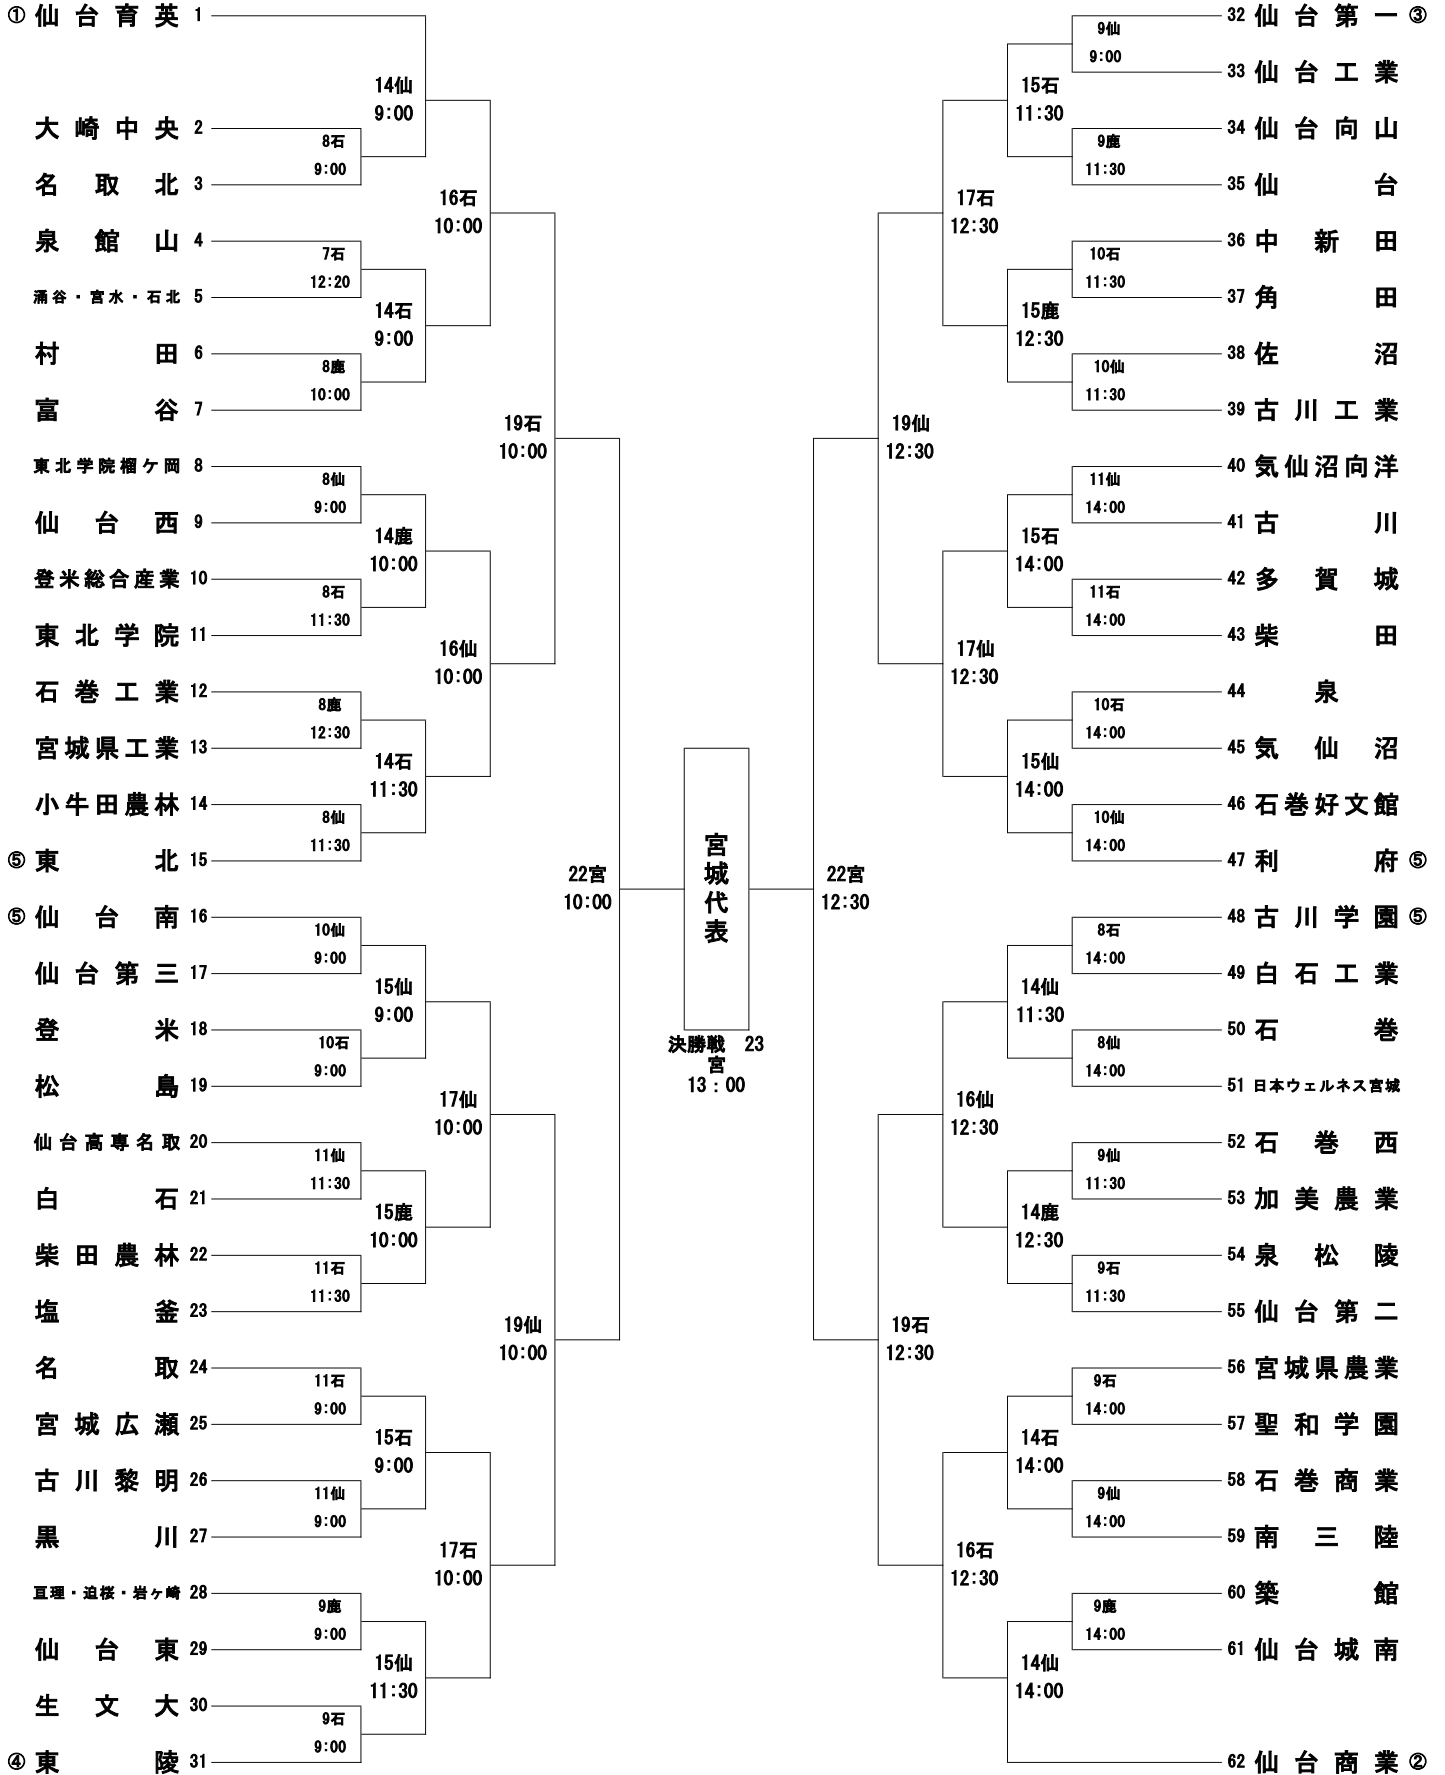 ① 仙台育英 1
14仙
9:00
大崎中央 2
8石
9:00
名取北 3
16石
10:00
泉館山 4
7石
12:20
涌谷・宮水・石北 5
14石
9:00
村田 6
8鹿
10:00
富谷 7
19石
10:00
東北学院榴ケ岡 8
8仙
9:00
仙台西 9
14鹿
10:00
登米総合産業 10
8石
11:30
東北学院 11
16仙
10:00
石巻工業 12
8鹿
12:30
宮城県工業 13
14石
11:30
小牛田農林 14
8仙
11:30
⑤ 東北 15
22宮
10:00
⑤ 仙台南 16
10仙
9:00
仙台第三 17
15仙
9:00
登米 18
10石
9:00
松島 19
17仙
10:00
仙台高専名取 20
11仙
11:30
白石 21
15鹿
10:00
柴田農林 22
11石
11:30
塩釜 23
19仙
10:00
名取 24
11石
9:00
宮城広瀬 25
15石
9:00
古川黎明 26
11仙
9:00
黒川 27
17石
10:00
亘理・迫桜・岩ヶ崎 28
9鹿
9:00
仙台東 29
15仙
11:30
生文大 30
9石
9:00
④ 東陵 31
宮城代表
決勝戦 23
宮
13:00
32 仙台第一 ③
9仙
9:00
33 仙台工業
15石
11:30
34 仙台向山
9鹿
11:30
35 仙台
17石
12:30
36 中新田
10石
11:30
37 角田
15鹿
12:30
38 佐沼
10仙
11:30
39 古川工業
19仙
12:30
40 気仙沼向洋
11仙
14:00
41 古川
15石
14:00
42 多賀城
11石
14:00
43 柴田
17仙
12:30
44 泉
10石
14:00
45 気仙沼
15仙
14:00
46 石巻好文館
10仙
14:00
47 利府 ⑤
22宮
12:30
48 古川学園 ⑤
8石
14:00
49 白石工業
14仙
11:30
50 石巻
8仙
14:00
51 日本ウェルネス宮城
16仙
12:30
52 石巻西
9仙
11:30
53 加美農業
14鹿
12:30
54 泉松陵
9石
11:30
55 仙台第二
19石
12:30
56 宮城県農業
9石
14:00
57 聖和学園
14石
14:00
58 石巻商業
9仙
14:00
59 南三陸
16石
12:30
60 築館
9鹿
14:00
61 仙台城南
14仙
14:00
62 仙台商業 ②